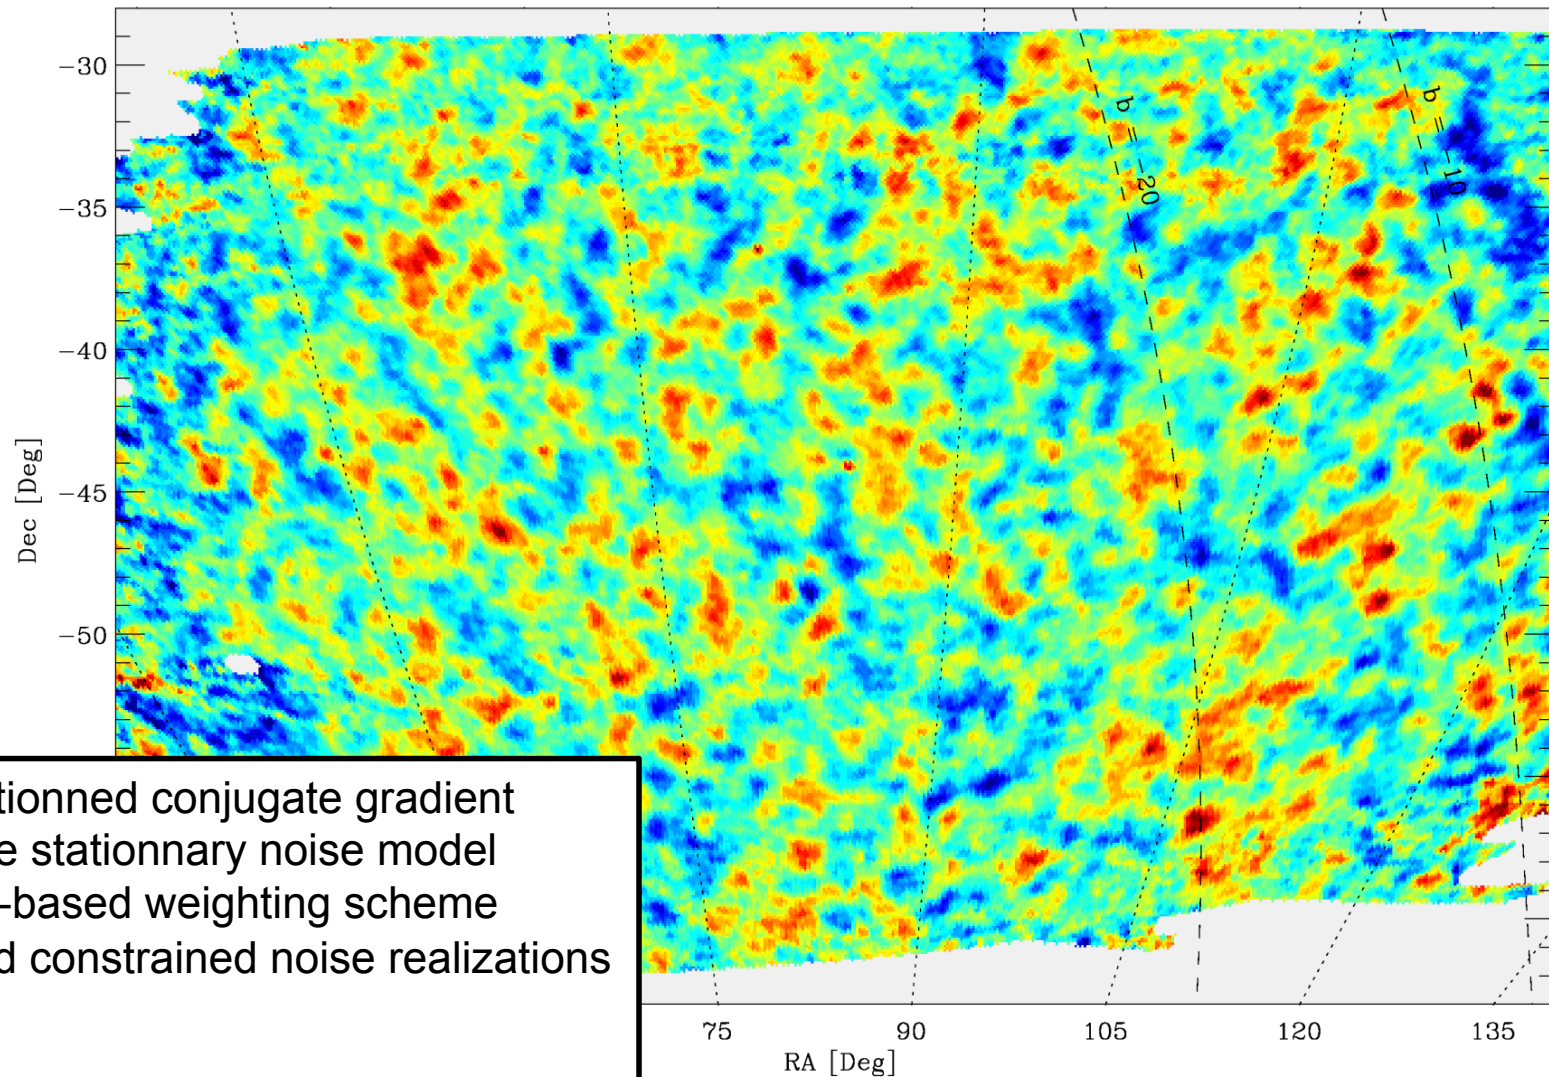 −30
−35
−40
−45
−50
Dec [Deg]
b = −20
b = −10
tionned conjugate gradient
e stationnary noise model
-based weighting scheme
d constrained noise realizations
75 90 105 120 135
RA [Deg]